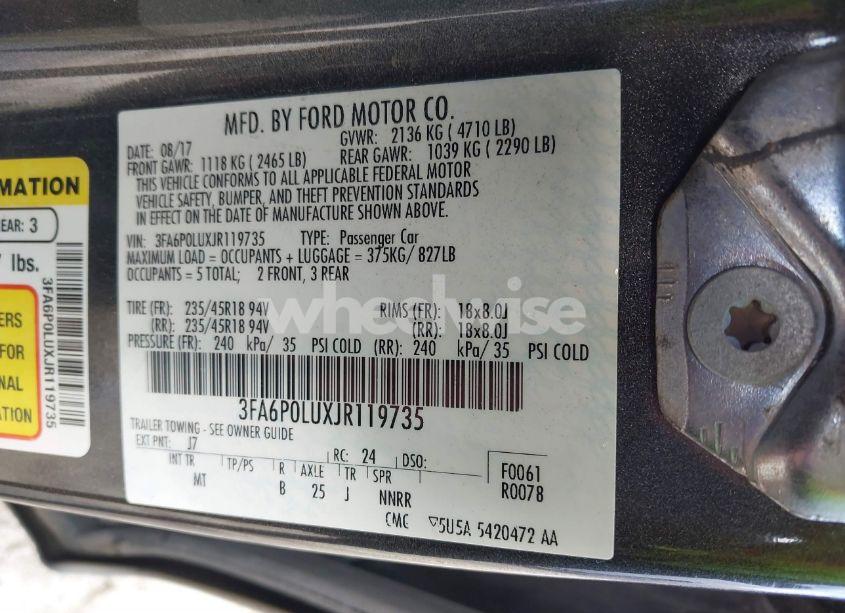 MATION
EAR: 3
lbs.
ERS
FOR
NAL
3FA6P0LUXJR119735
MFD. BY FORD MOTOR CO.
DATE: 08/17 GVWR: 2136 KG ( 4710 LB)
FRONT GAWR: 1118 KG ( 2465 LB) REAR GAWR: 1039 KG ( 2290 LB)
THIS VEHICLE CONFORMS TO ALL APPLICABLE FEDERAL MOTOR
VEHICLE SAFETY, BUMPER, AND THEFT PREVENTION STANDARDS
IN EFFECT ON THE DATE OF MANUFACTURE SHOWN ABOVE.
VIN: 3FA6P0LUXJR119735 TYPE: Passenger Car
MAXIMUM LOAD = OCCUPANTS + LUGGAGE = 375KG/ 827LB
OCCUPANTS = 5 TOTAL; 2 FRONT, 3 REAR
TIRE (FR): 235/45R18 94V RIMS (FR): 18x8.0J
(RR): 235/45R18 94V (RR): 18x8.0J
PRESSURE (FR): 240 kPa/ 35 PSI COLD (RR): 240 kPa/ 35 PSI COLD
wheelwise
3FA6P0LUXJR119735
TRAILER TOWING - SEE OWNER GUIDE
EXT PNT: J7 RC: 24 DSO: F0061
INT TR TP/PS R AXLE TR SPR R0078
MT B 25 J NNRR
CMC ▽5U5A 5420472 AA